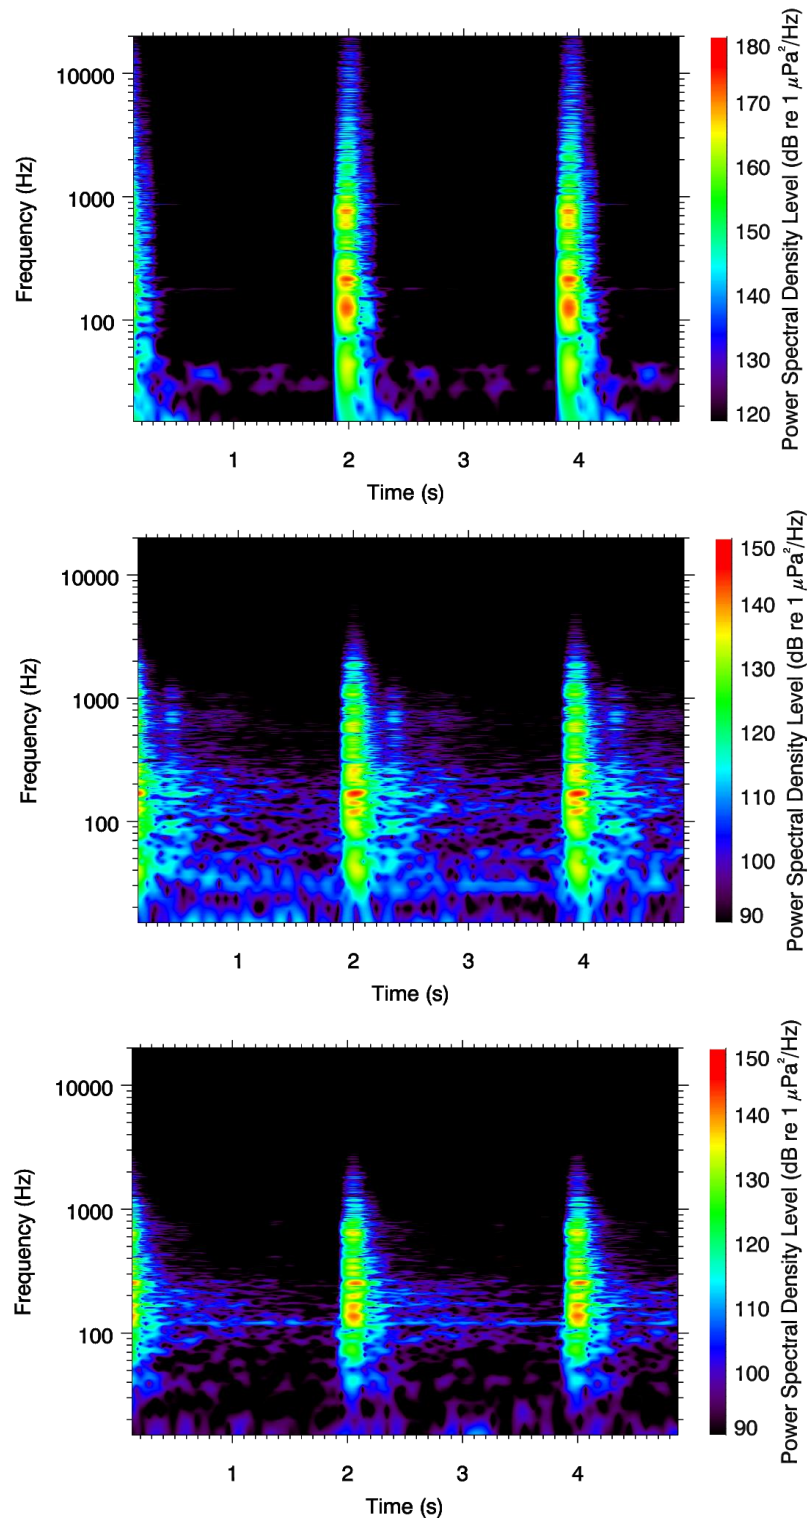 Frequency (Hz)
10000
1000
100
1 2 3 4
Time (s)
180
170
160
150
140
130
120
Power Spectral Density Level (dB re 1 μPa²/Hz)
Frequency (Hz)
10000
1000
100
1 2 3 4
Time (s)
150
140
130
120
110
100
90
Power Spectral Density Level (dB re 1 μPa²/Hz)
Frequency (Hz)
10000
1000
100
1 2 3 4
Time (s)
150
140
130
120
110
100
90
Power Spectral Density Level (dB re 1 μPa²/Hz)